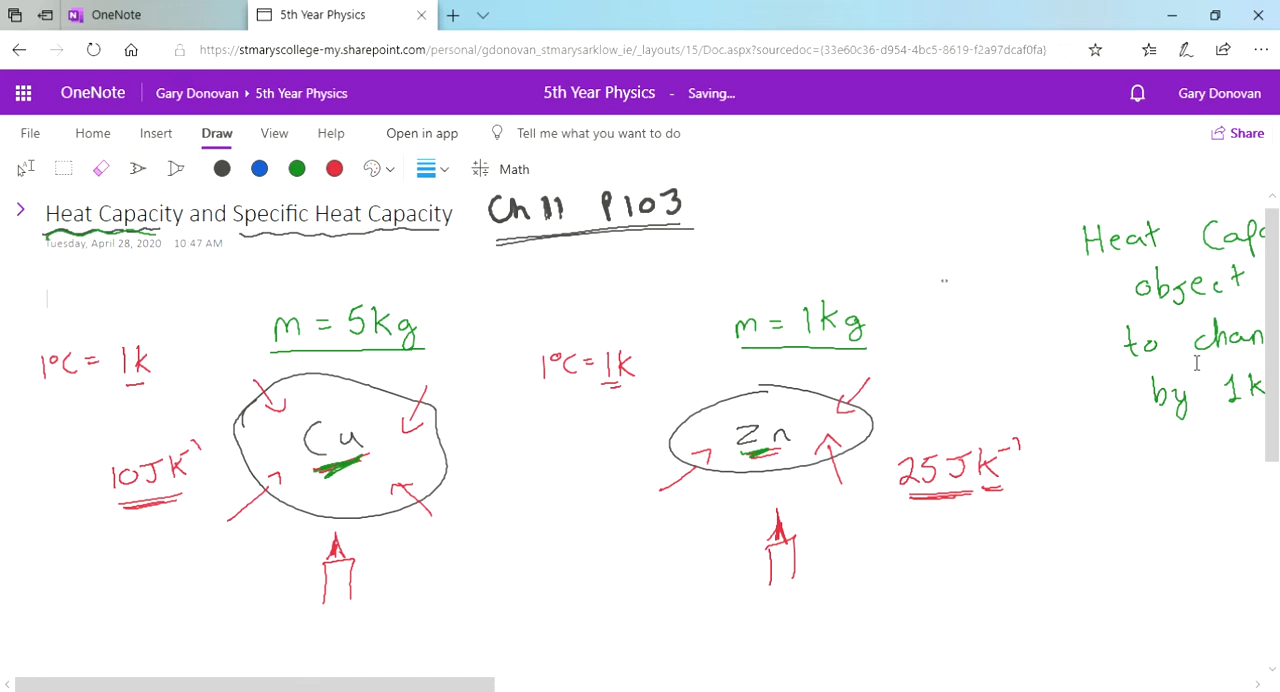 OneNote
5th Year Physics
https://stmaryscollege-my.sharepoint.com/personal/gdonovan_stmarysarklow_ie/_layouts/15/Doc.aspx?sourcedoc={33e60c36-d954-4bc5-8619-f2a97dcaf0fa}
OneNote Gary Donovan ▸ 5th Year Physics 5th Year Physics - Saving... Gary Donovan
File Home Insert Draw View Help Open in app Tell me what you want to do Share
Math
Heat Capacity and Specific Heat Capacity Ch 11 P103
Tuesday, April 28, 2020 10:47 AM
Heat Capa
object
m = 5kg m = 1kg
to chan
1°C = 1K 1°C = 1K
by 1K
Cu Zn
10JK⁻¹ 25JK⁻¹